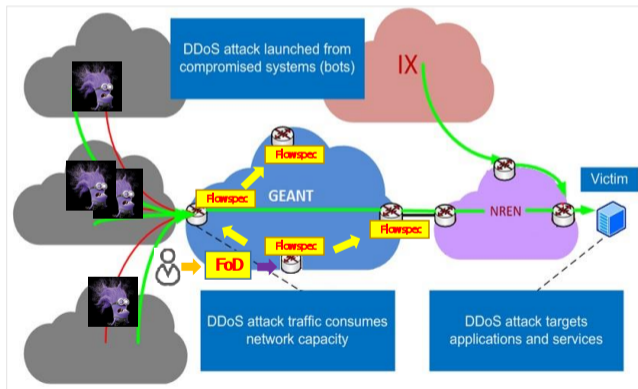 DDoS attack launched from
compromised systems (bots)
IX
Flowspec
Flowspec
GEANT
Victim
NREN
Flowspec
Flowspec
FoD
DDoS attack traffic consumes
network capacity
DDoS attack targets
applications and services